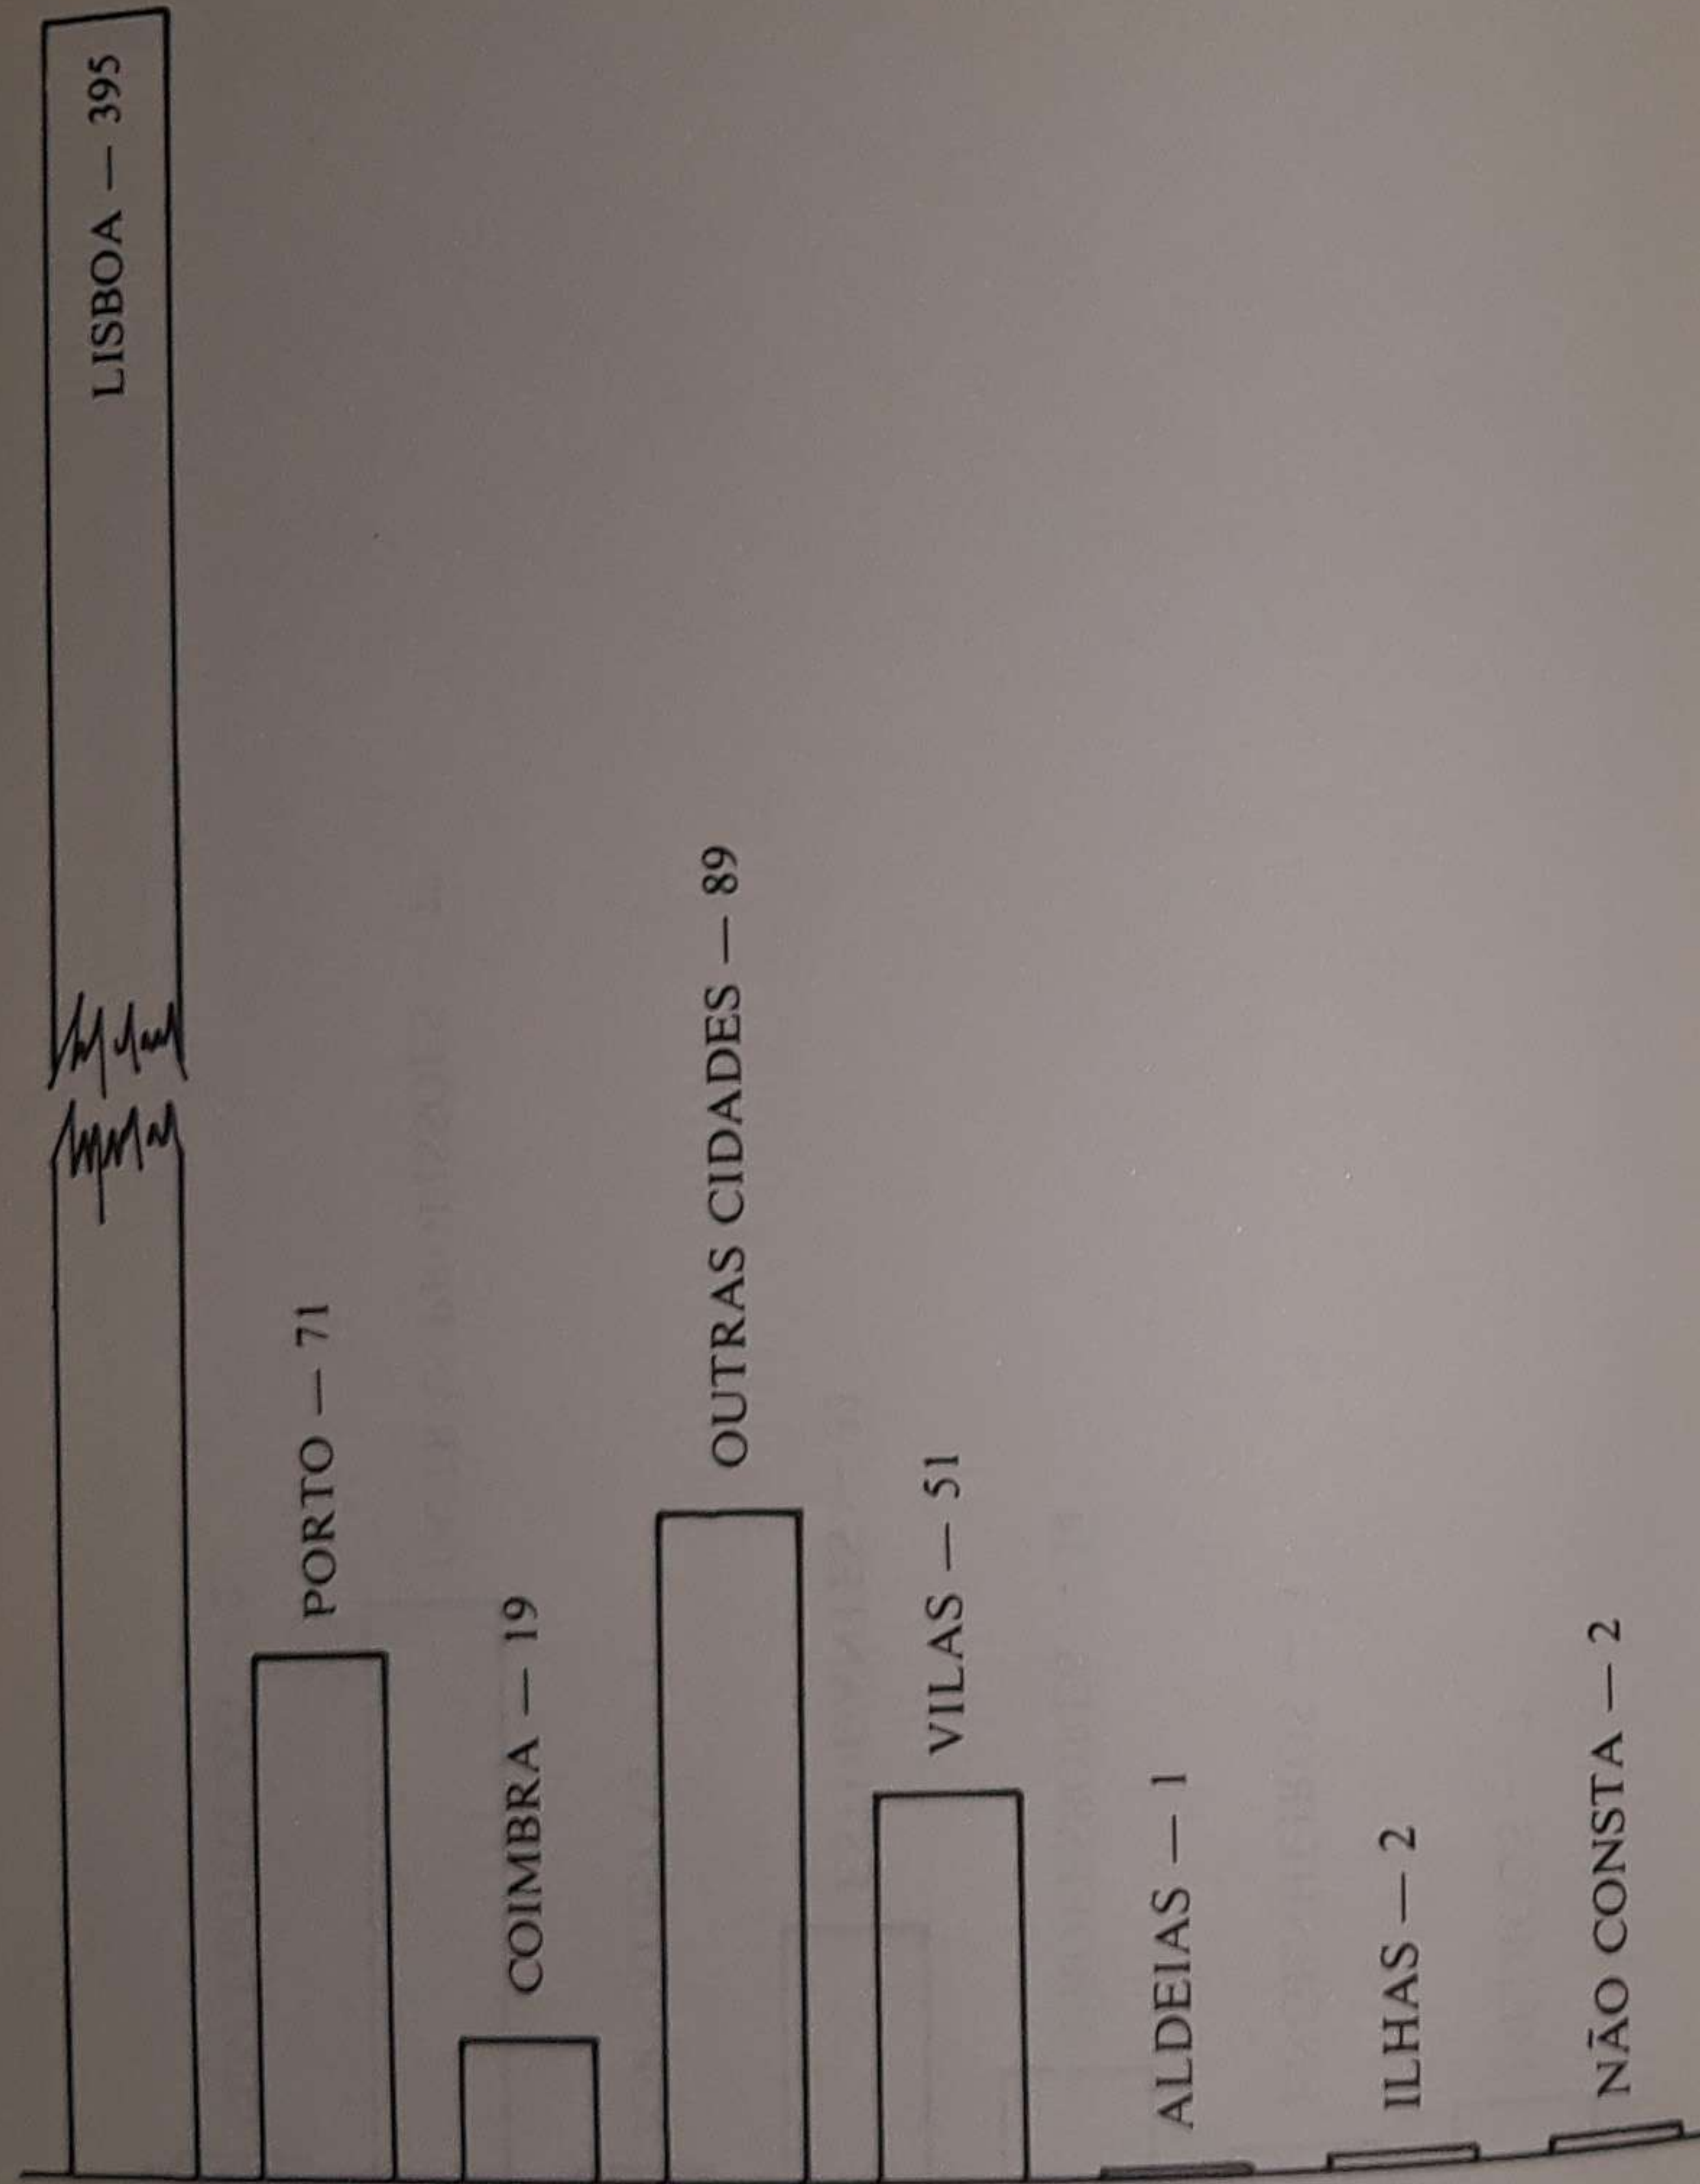 LISBOA — 395
PORTO — 71
COIMBRA — 19
OUTRAS CIDADES — 89
VILAS — 51
ALDEIAS — 1
ILHAS — 2
NÃO CONSTA — 2